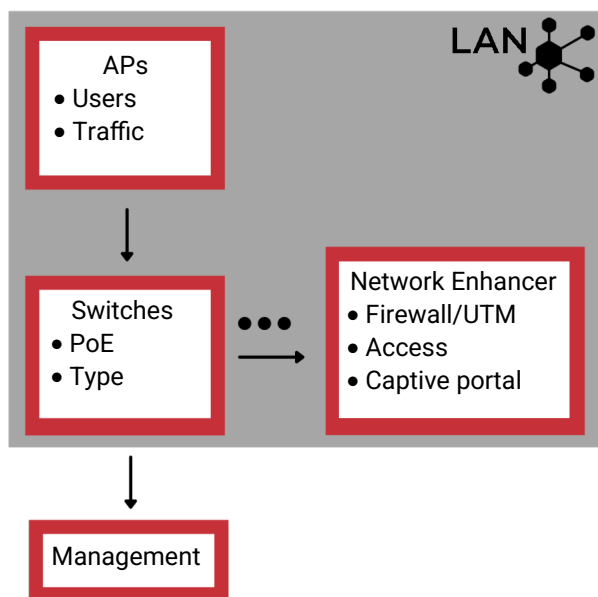 LAN
APs
• Users
• Traffic
Switches
• PoE
• Type
•••
Network Enhancer
• Firewall/UTM
• Access
• Captive portal
Management